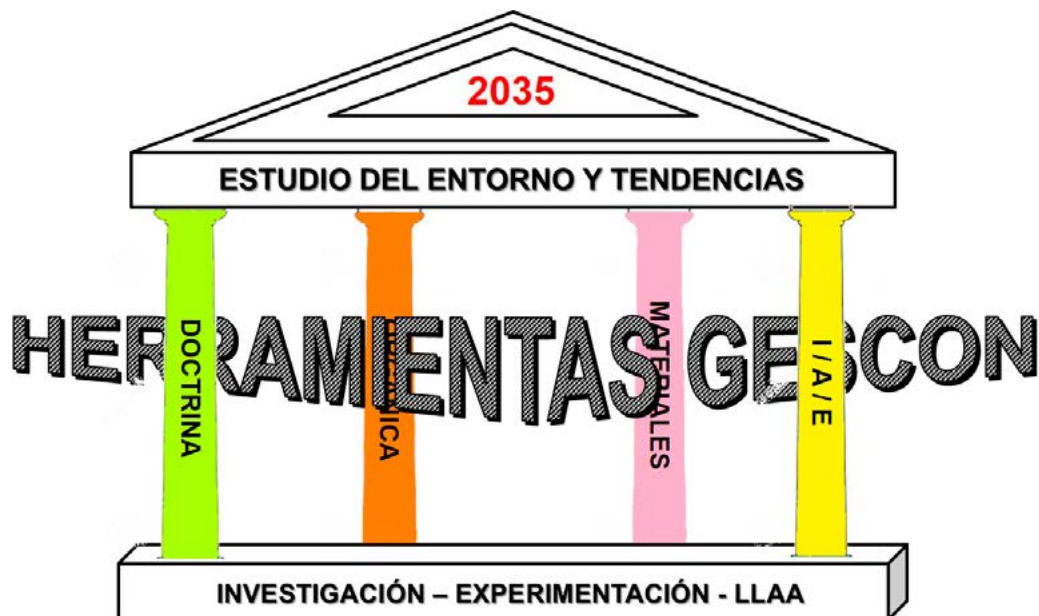 2035
ESTUDIO DEL ENTORNO Y TENDENCIAS
HERRAMIENTAS GESCON
DOCTRINA
MATERIALES
I / A / E
INVESTIGACIÓN – EXPERIMENTACIÓN - LLAA